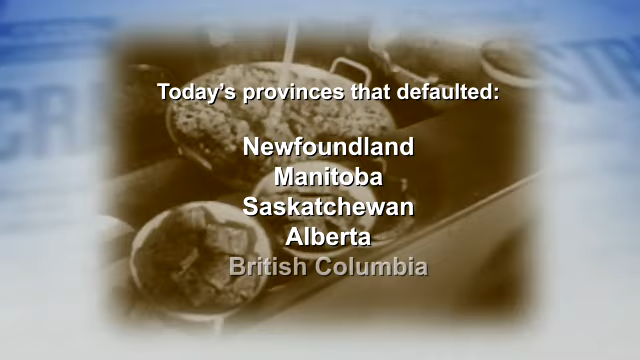 Today's provinces that defaulted:
Newfoundland
Manitoba
Saskatchewan
Alberta
British Columbia